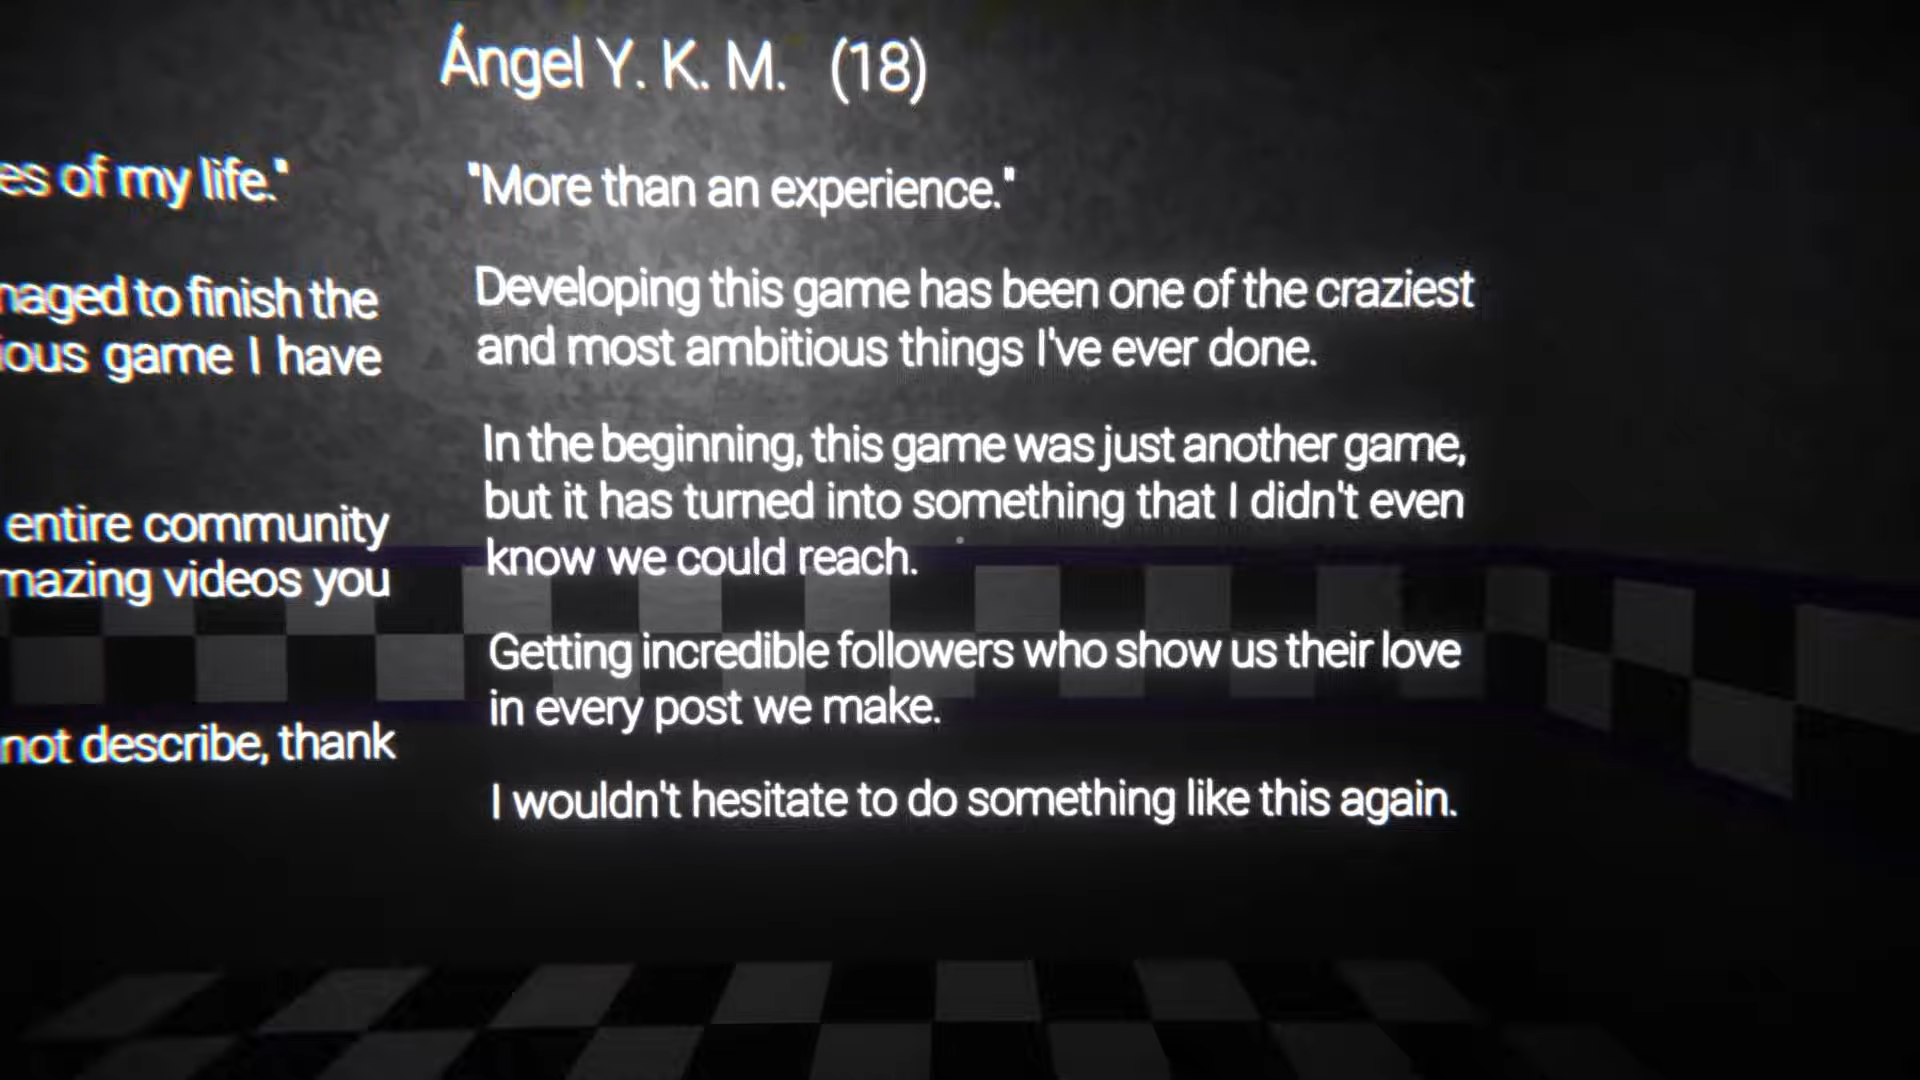 Ángel Y. K. M. (18)
of my life."
"More than an experience."
to finish the
game I have
Developing this game has been one of the craziest
and most ambitious things I've ever done.
In the beginning, this game was just another game,
but it has turned into something that I didn't even
know we could reach.
entire community
videos you
Getting incredible followers who show us their love
in every post we make.
not describe, thank
I wouldn't hesitate to do something like this again.